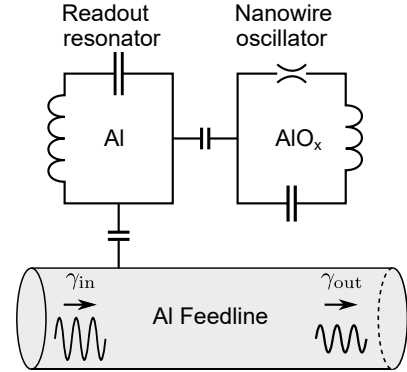 Readout resonator
Nanowire oscillator
Al
AlOₓ
γin
γout
Al Feedline